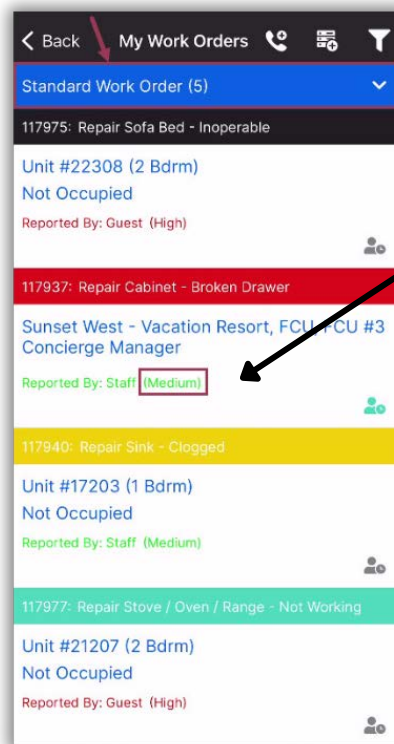 Back My Work Orders
Standard Work Order (5)
117975: Repair Sofa Bed - Inoperable
Unit #22308 (2 Bdrm)
Not Occupied
Reported By: Guest (High)
117937: Repair Cabinet - Broken Drawer
Sunset West - Vacation Resort, FCU, FCU #3
Concierge Manager
Reported By: Staff (Medium)
117940: Repair Sink - Clogged
Unit #17203 (1 Bdrm)
Not Occupied
Reported By: Staff (Medium)
117977: Repair Stove / Oven / Range - Not Working
Unit #21207 (2 Bdrm)
Not Occupied
Reported By: Guest (High)